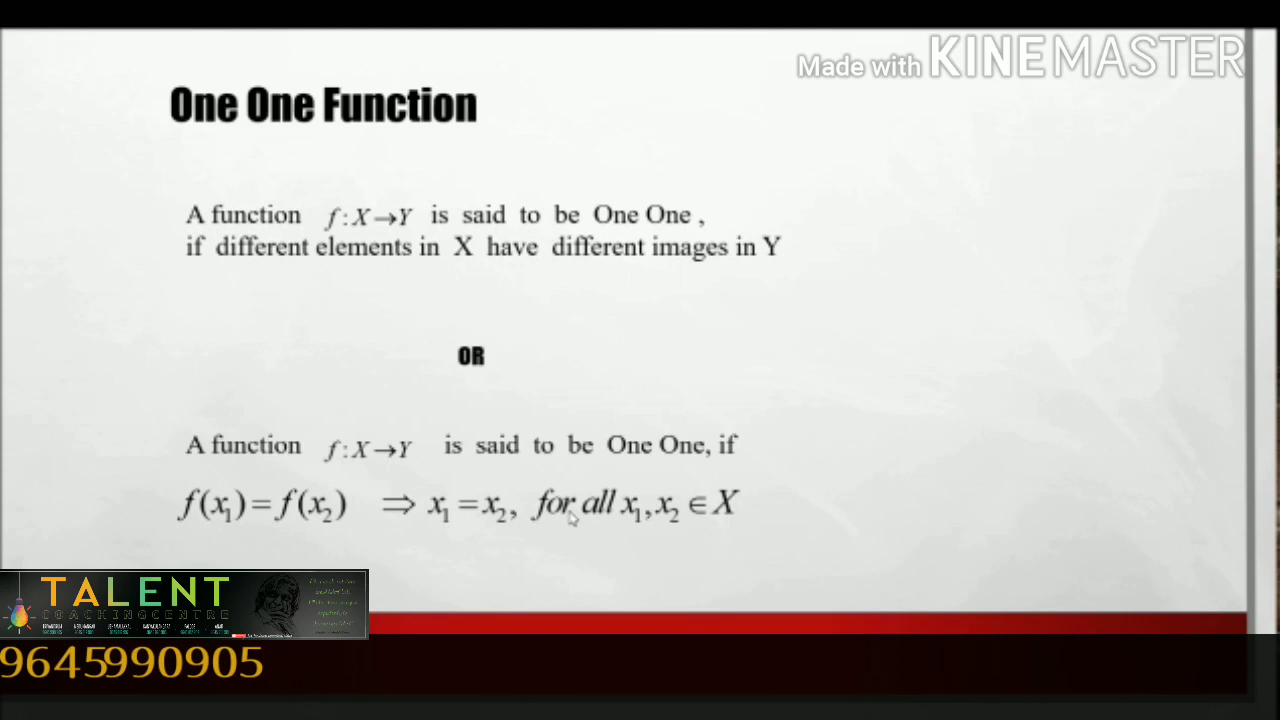 Made with KINEMASTER
One One Function
A function f : X → Y is said to be One One ,
if different elements in X have different images in Y
OR
A function f : X → Y is said to be One One, if
f(x₁) = f(x₂) ⇒ x₁ = x₂, for all x₁, x₂ ∈ X
TALENT
COACHING CENTRE
9645990905